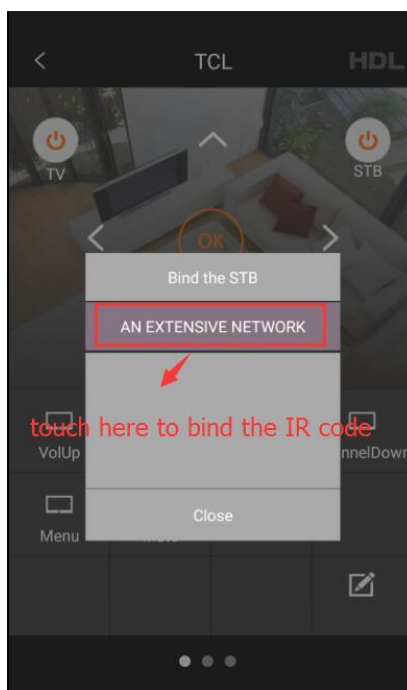 TCL
HDL
TV
STB
OK
Bind the STB
AN EXTENSIVE NETWORK
touch here to bind the IR code
VolUp
nnelDown
Close
Menu
Mute